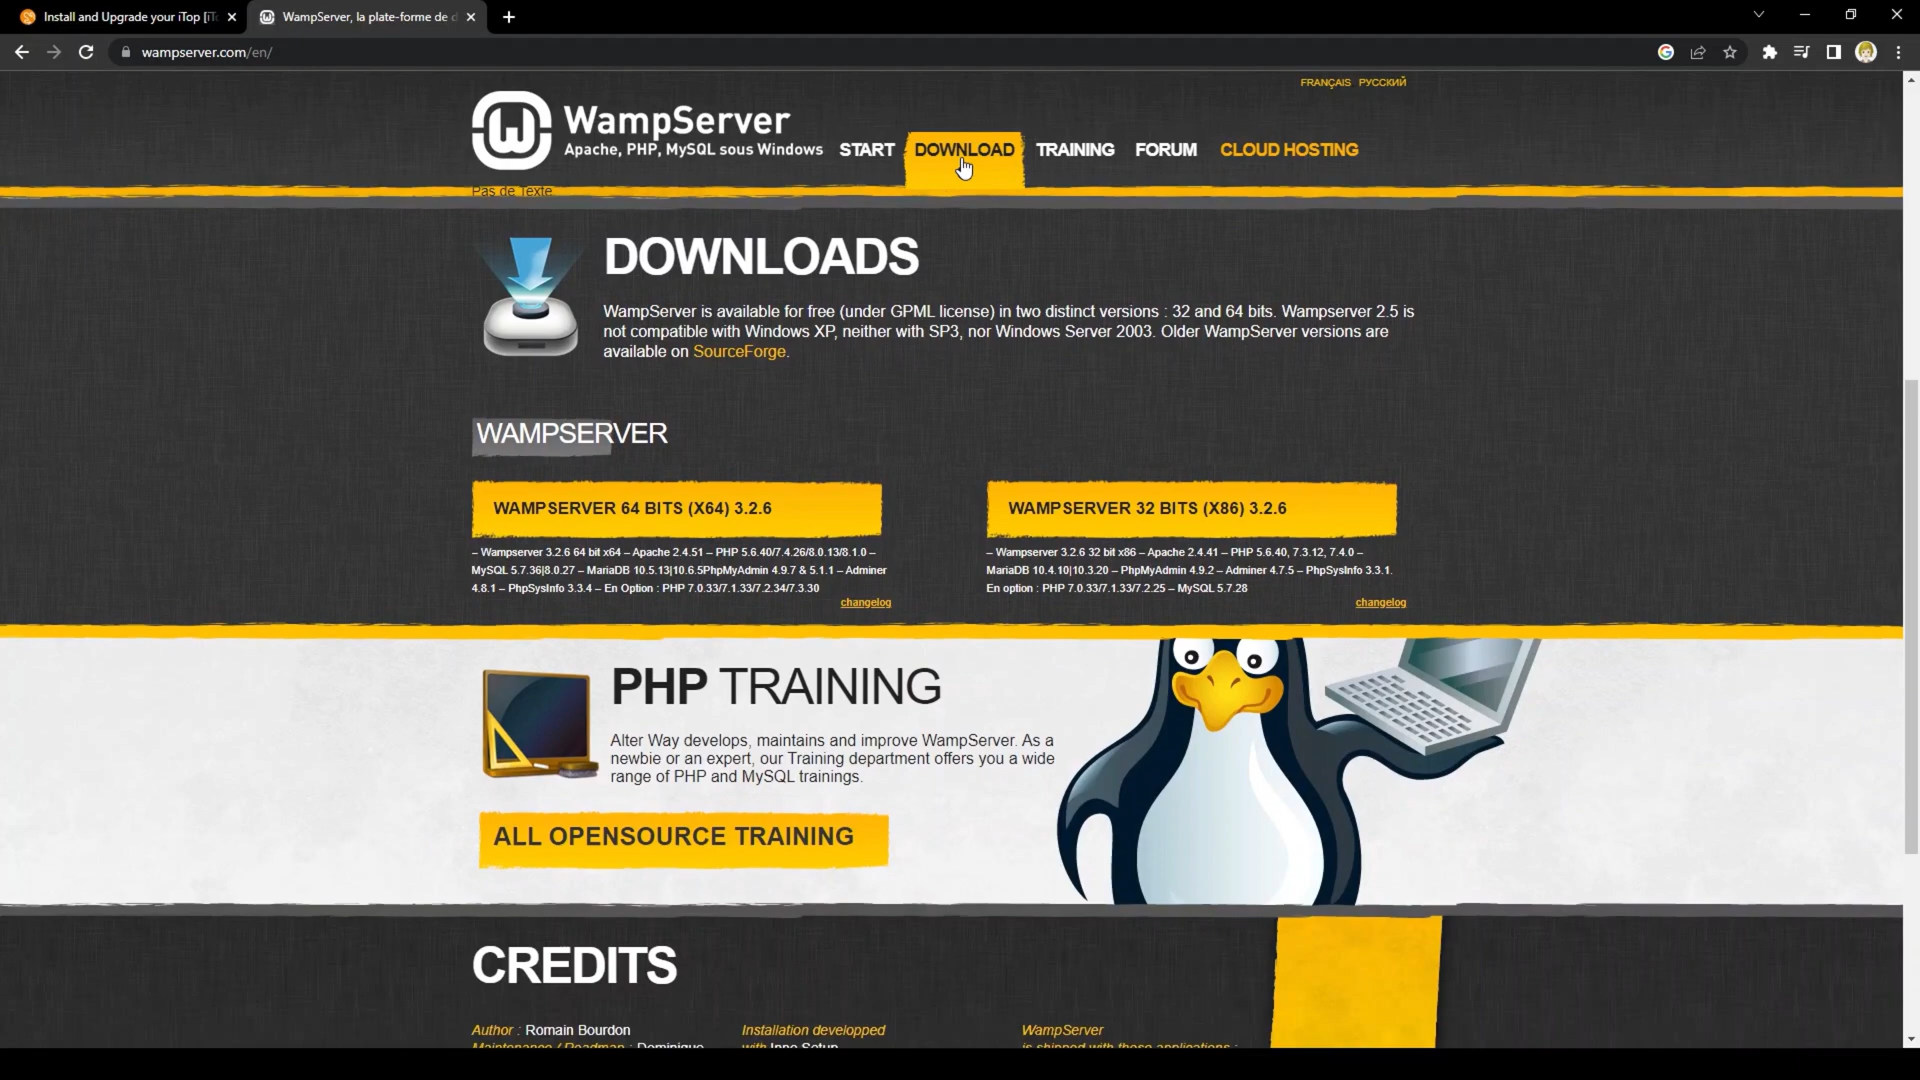 Install and Upgrade your iTop [iT
WampServer, la plate-forme de d
wampserver.com/en/
FRANÇAIS РУССКИЙ
WampServer
Apache, PHP, MySQL sous Windows
START DOWNLOAD TRAINING FORUM CLOUD HOSTING
Pas de Texte
DOWNLOADS
WampServer is available for free (under GPML license) in two distinct versions : 32 and 64 bits. Wampserver 2.5 is
not compatible with Windows XP, neither with SP3, nor Windows Server 2003. Older WampServer versions are
available on SourceForge.
WAMPSERVER
WAMPSERVER 64 BITS (X64) 3.2.6
– Wampserver 3.2.6 64 bit x64 – Apache 2.4.51 – PHP 5.6.40/7.4.26/8.0.13/8.1.0 –
MySQL 5.7.36|8.0.27 – MariaDB 10.5.13|10.6.5PhpMyAdmin 4.9.7 & 5.1.1 – Adminer
4.8.1 – PhpSysInfo 3.3.4 – En Option : PHP 7.0.33/7.1.33/7.2.34/7.3.30
changelog
WAMPSERVER 32 BITS (X86) 3.2.6
– Wampserver 3.2.6 32 bit x86 – Apache 2.4.41 – PHP 5.6.40, 7.3.12, 7.4.0 –
MariaDB 10.4.10|10.3.20 – PhpMyAdmin 4.9.2 – Adminer 4.7.5 – PhpSysInfo 3.3.1.
En option : PHP 7.0.33/7.1.33/7.2.25 – MySQL 5.7.28
changelog
PHP TRAINING
Alter Way develops, maintains and improve WampServer. As a
newbie or an expert, our Training department offers you a wide
range of PHP and MySQL trainings.
ALL OPENSOURCE TRAINING
CREDITS
Author : Romain Bourdon
Maintenance / Roadmap : Dominique
Installation developped
with Inno Setup
WampServer
is shipped with these applications :